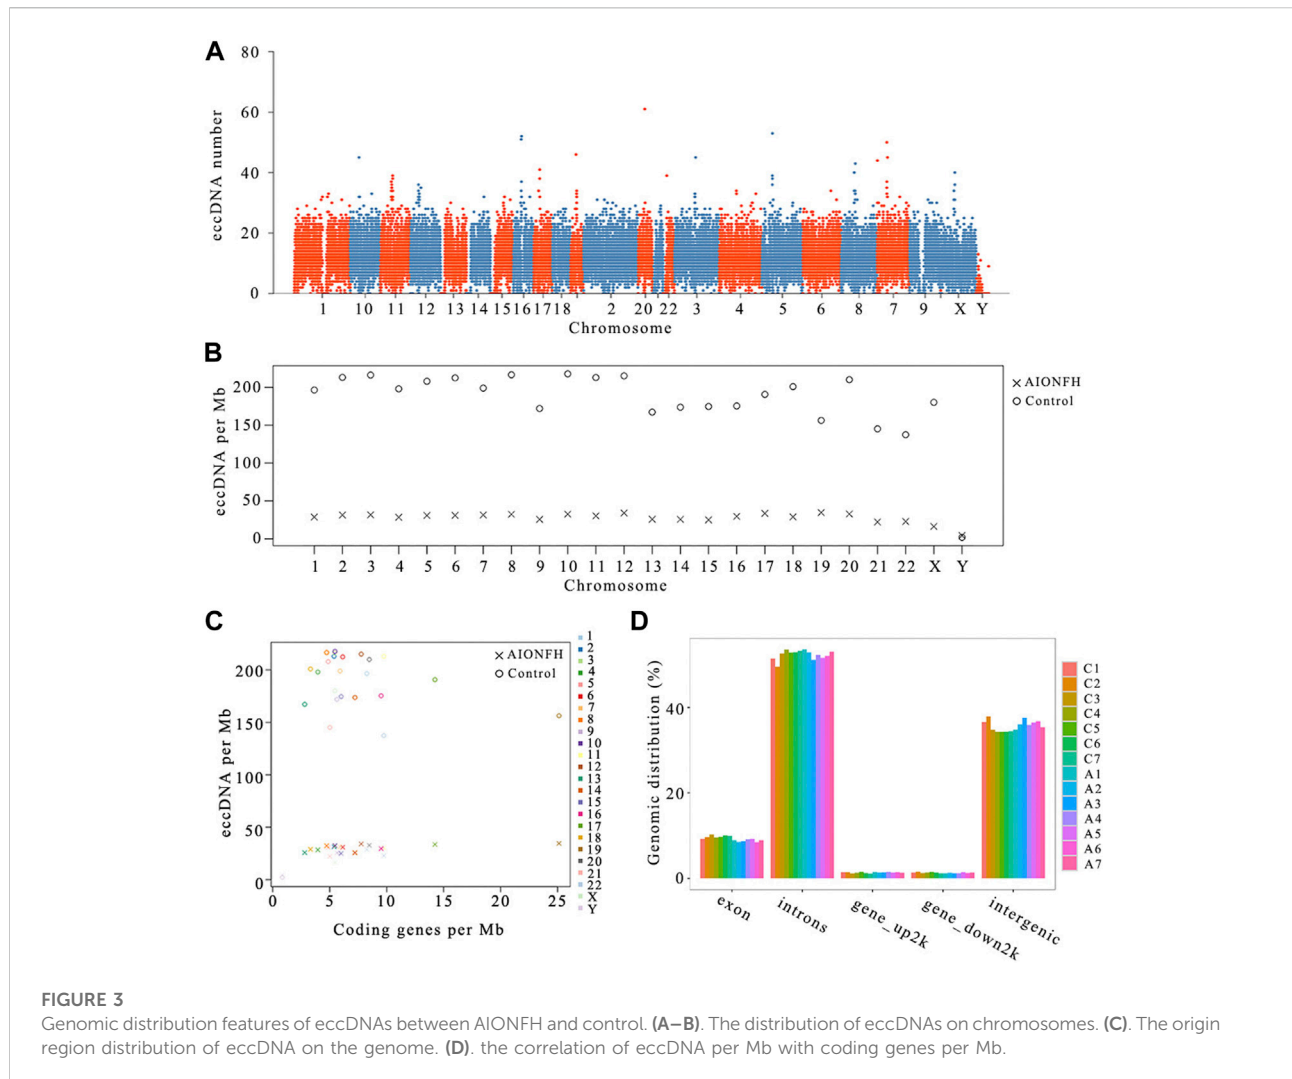 A
80
60
40
20
0
eccDNA number
1 10 11 12 13 14 15 16 17 18 2 20 22 3 4 5 6 8 7 9 X Y
Chromosome
B
200
150
100
50
0
eccDNA per Mb
× AIONFH
○ Control
1 2 3 4 5 6 7 8 9 10 11 12 13 14 15 16 17 18 19 20 21 22 X Y
Chromosome
C
200
150
100
50
0
eccDNA per Mb
× AIONFH
○ Control
0 5 10 15 20 25
Coding genes per Mb
1
2
3
4
5
6
7
8
9
10
11
12
13
14
15
16
17
18
19
20
21
22
X
Y
D
40
20
0
Genomic distribution (%)
exon
introns
gene_up2k
gene_down2k
intergenic
C1
C2
C3
C4
C5
C6
C7
A1
A2
A3
A4
A5
A6
A7
FIGURE 3
Genomic distribution features of eccDNAs between AIONFH and control. (A–B). The distribution of eccDNAs on chromosomes. (C). The origin
region distribution of eccDNA on the genome. (D). the correlation of eccDNA per Mb with coding genes per Mb.